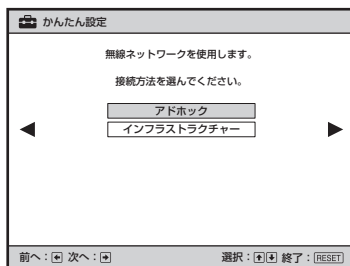 かんたん設定
無線ネットワークを使用します。
接続方法を選んでください。
アドホック
インフラストラクチャー
前へ：← 次へ：→ 選択：↑↓ 終了：RESET